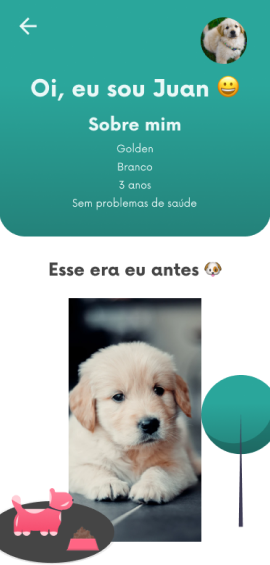 Oi, eu sou Juan 😀
Sobre mim
Golden
Branco
3 anos
Sem problemas de saúde
Esse era eu antes 🐶